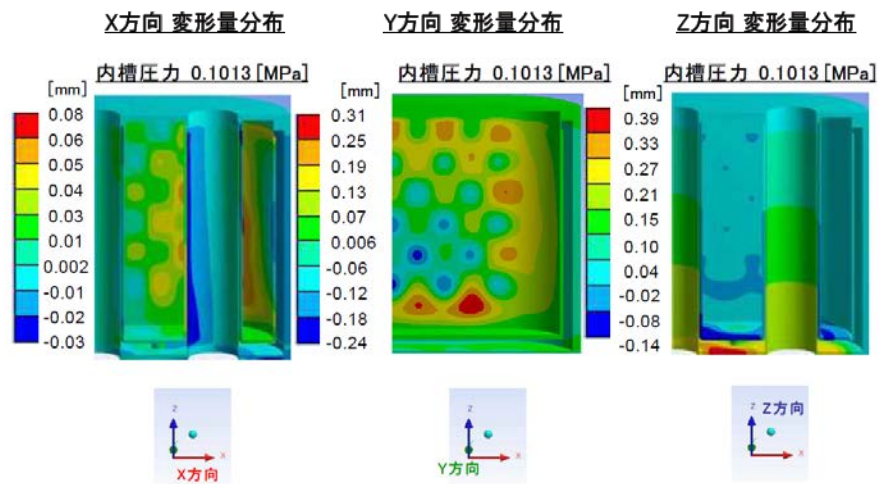 X方向 変形量分布
Y方向 変形量分布
Z方向 変形量分布
内槽圧力 0.1013 [MPa]
内槽圧力 0.1013 [MPa]
内槽圧力 0.1013 [MPa]
[mm]
0.08
0.06
0.05
0.04
0.03
0.01
0.002
-0.01
-0.02
-0.03
[mm]
0.31
0.25
0.19
0.13
0.07
0.006
-0.06
-0.12
-0.18
-0.24
[mm]
0.39
0.33
0.27
0.21
0.15
0.10
0.04
-0.02
-0.08
-0.14
Z
X
X方向
Z
X
Y方向
Z
Z方向
X